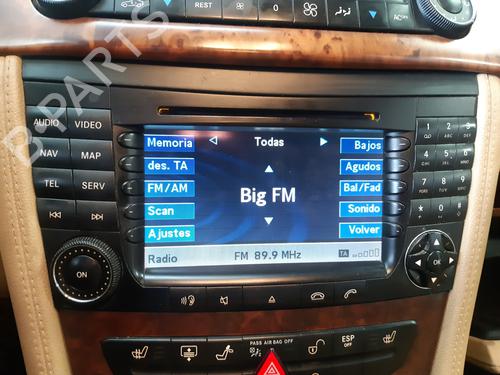 REST
AC
OFF
AUDIO
VIDEO
NAV
MAP
TEL
SERV
ON
Memoria
Todas
Bajos
des. TA
Agudos
FM/AM
Big FM
Bal/Fad
Scan
Sonido
Ajustes
Volver
Radio
FM 89.9 MHz
TA
OK
PASS AIR BAG OFF
ESP
OFF
B-PARTS